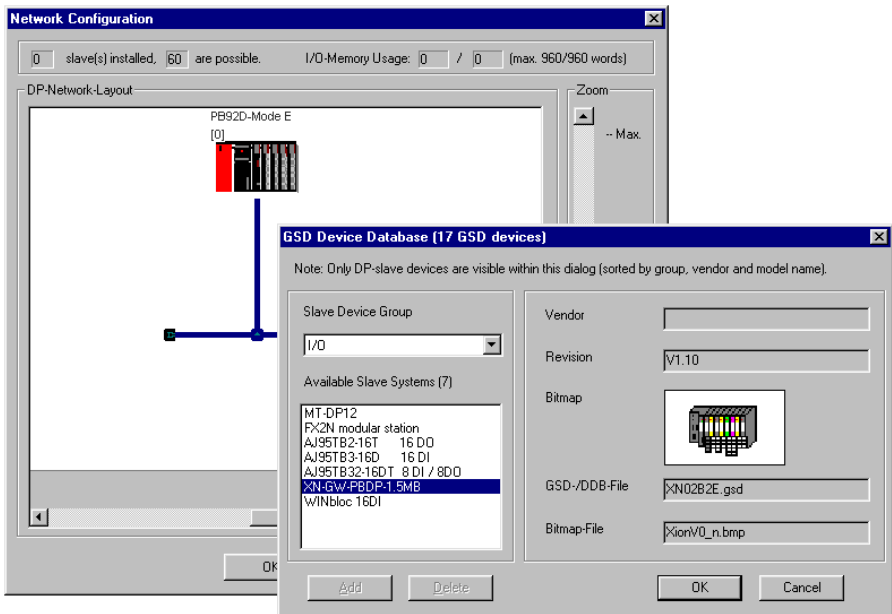 Network Configuration
0 slave(s) installed, 60 are possible. I/O-Memory Usage: 0 / 0 (max. 960/960 words)
DP-Network-Layout
Zoom
PB92D-Mode E
[0]
-- Max.
GSD Device Database (17 GSD devices)
Note: Only DP-slave devices are visible within this dialog (sorted by group, vendor and model name).
Slave Device Group
I/O
Available Slave Systems (7)
MT-DP12
FX2N modular station
AJ95TB2-16T 16 DO
AJ95TB3-16D 16 DI
AJ95TB32-16DT 8 DI / 8DO
XN-GW-PBDP-1.5MB
WINbloc 16DI
Vendor
Revision V1.10
Bitmap
GSD-/DDB-File XN02B2E.gsd
Bitmap-File XionV0_n.bmp
OK
Add Delete OK Cancel